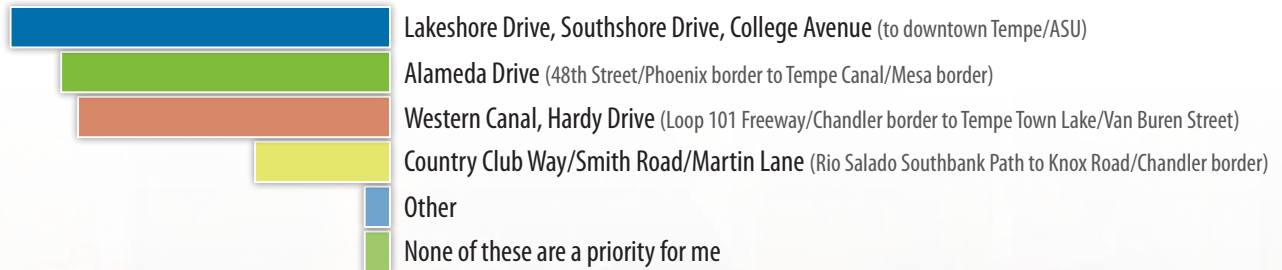 Lakeshore Drive, Southshore Drive, College Avenue (to downtown Tempe/ASU)
Alameda Drive (48th Street/Phoenix border to Tempe Canal/Mesa border)
Western Canal, Hardy Drive (Loop 101 Freeway/Chandler border to Tempe Town Lake/Van Buren Street)
Country Club Way/Smith Road/Martin Lane (Rio Salado Southbank Path to Knox Road/Chandler border)
Other
None of these are a priority for me